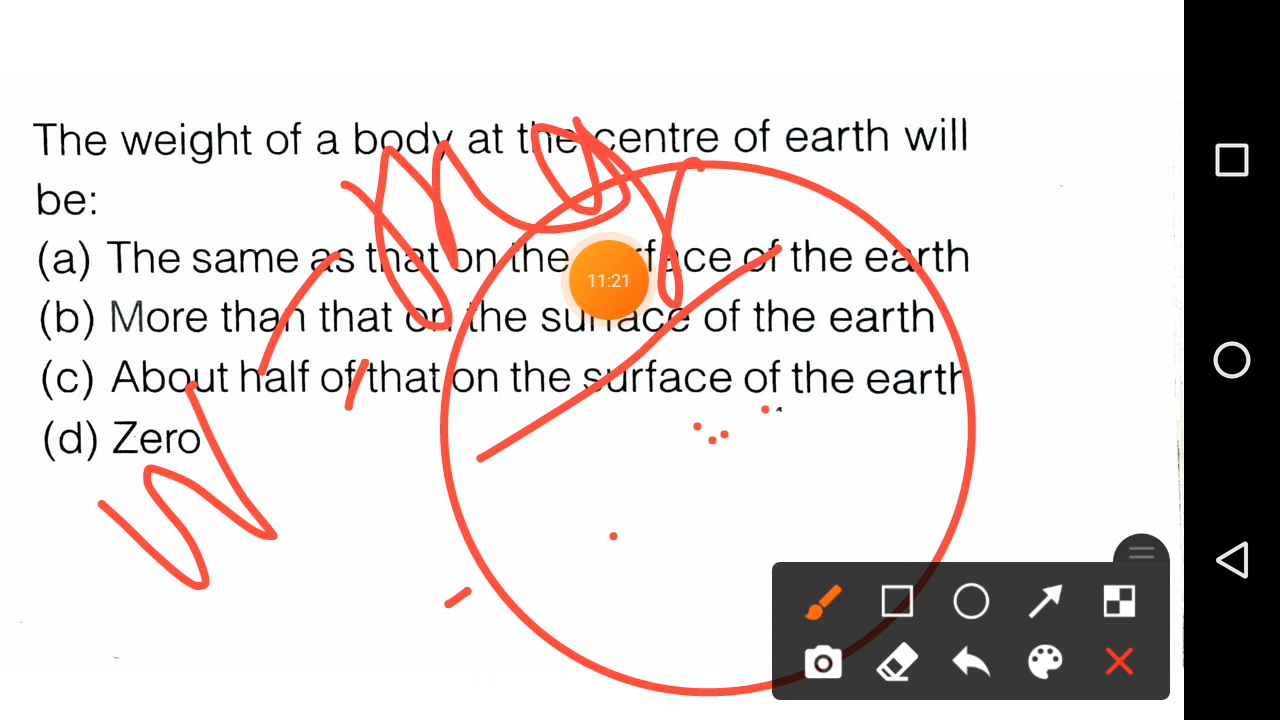 The weight of a body at the centre of earth will
be:
(a) The same as that on the surface of the earth
(b) More than that on the surface of the earth
(c) About half of that on the surface of the earth
(d) Zero
11:21
W = mg